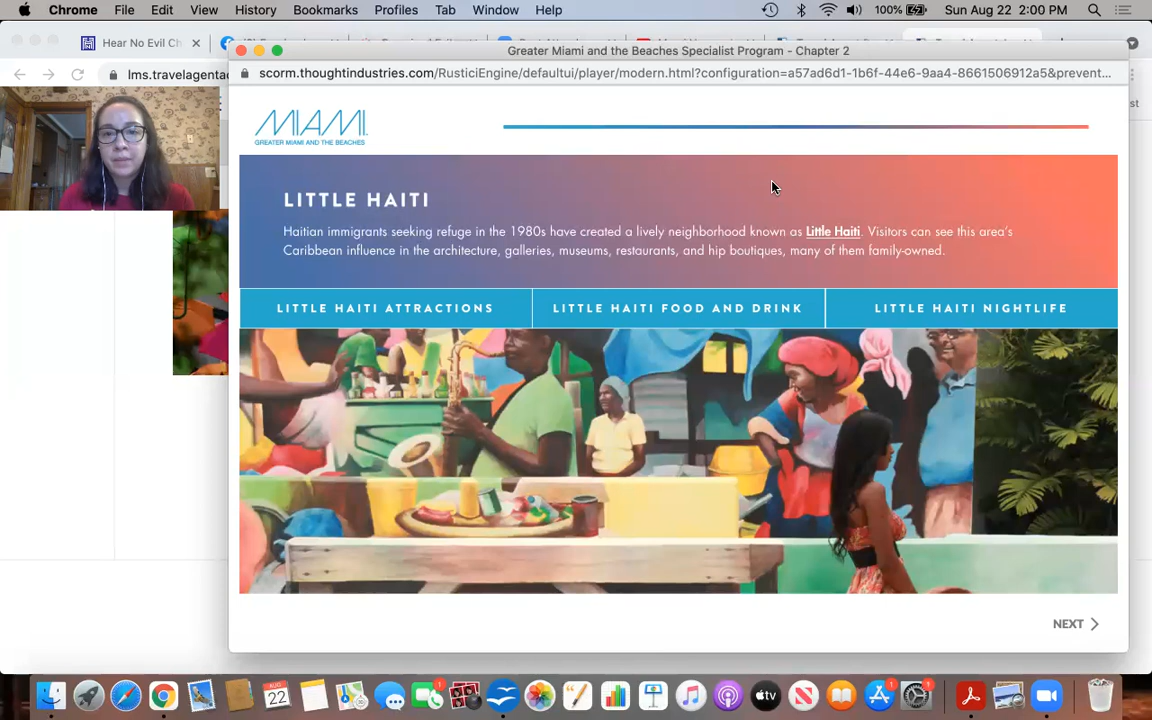 Chrome File Edit View History Bookmarks Profiles Tab Window Help 100% Sun Aug 22 2:00 PM
Hear No Evil Ch
Greater Miami and the Beaches Specialist Program - Chapter 2
lms.travelagentac
scorm.thoughtindustries.com/RusticiEngine/defaultui/player/modern.html?configuration=a57ad6d1-1b6f-44e6-9aa4-8661506912a5&prevent...
MIAMI
GREATER MIAMI AND THE BEACHES
LITTLE HAITI
Haitian immigrants seeking refuge in the 1980s have created a lively neighborhood known as Little Haiti. Visitors can see this area's
Caribbean influence in the architecture, galleries, museums, restaurants, and hip boutiques, many of them family-owned.
LITTLE HAITI ATTRACTIONS LITTLE HAITI FOOD AND DRINK LITTLE HAITI NIGHTLIFE
NEXT
AUG
22
tv